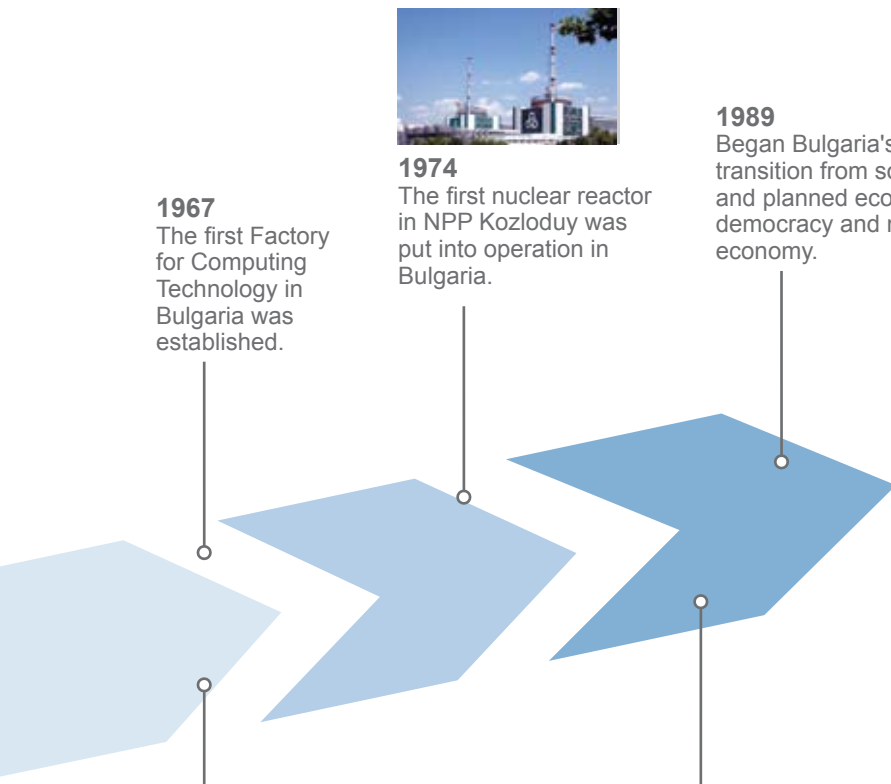 1967
The first Factory
for Computing
Technology in
Bulgaria was
established.
1974
The first nuclear reactor
in NPP Kozloduy was
put into operation in
Bulgaria.
1989
Began Bulgaria's
transition from
and planned
democracy and
economy.